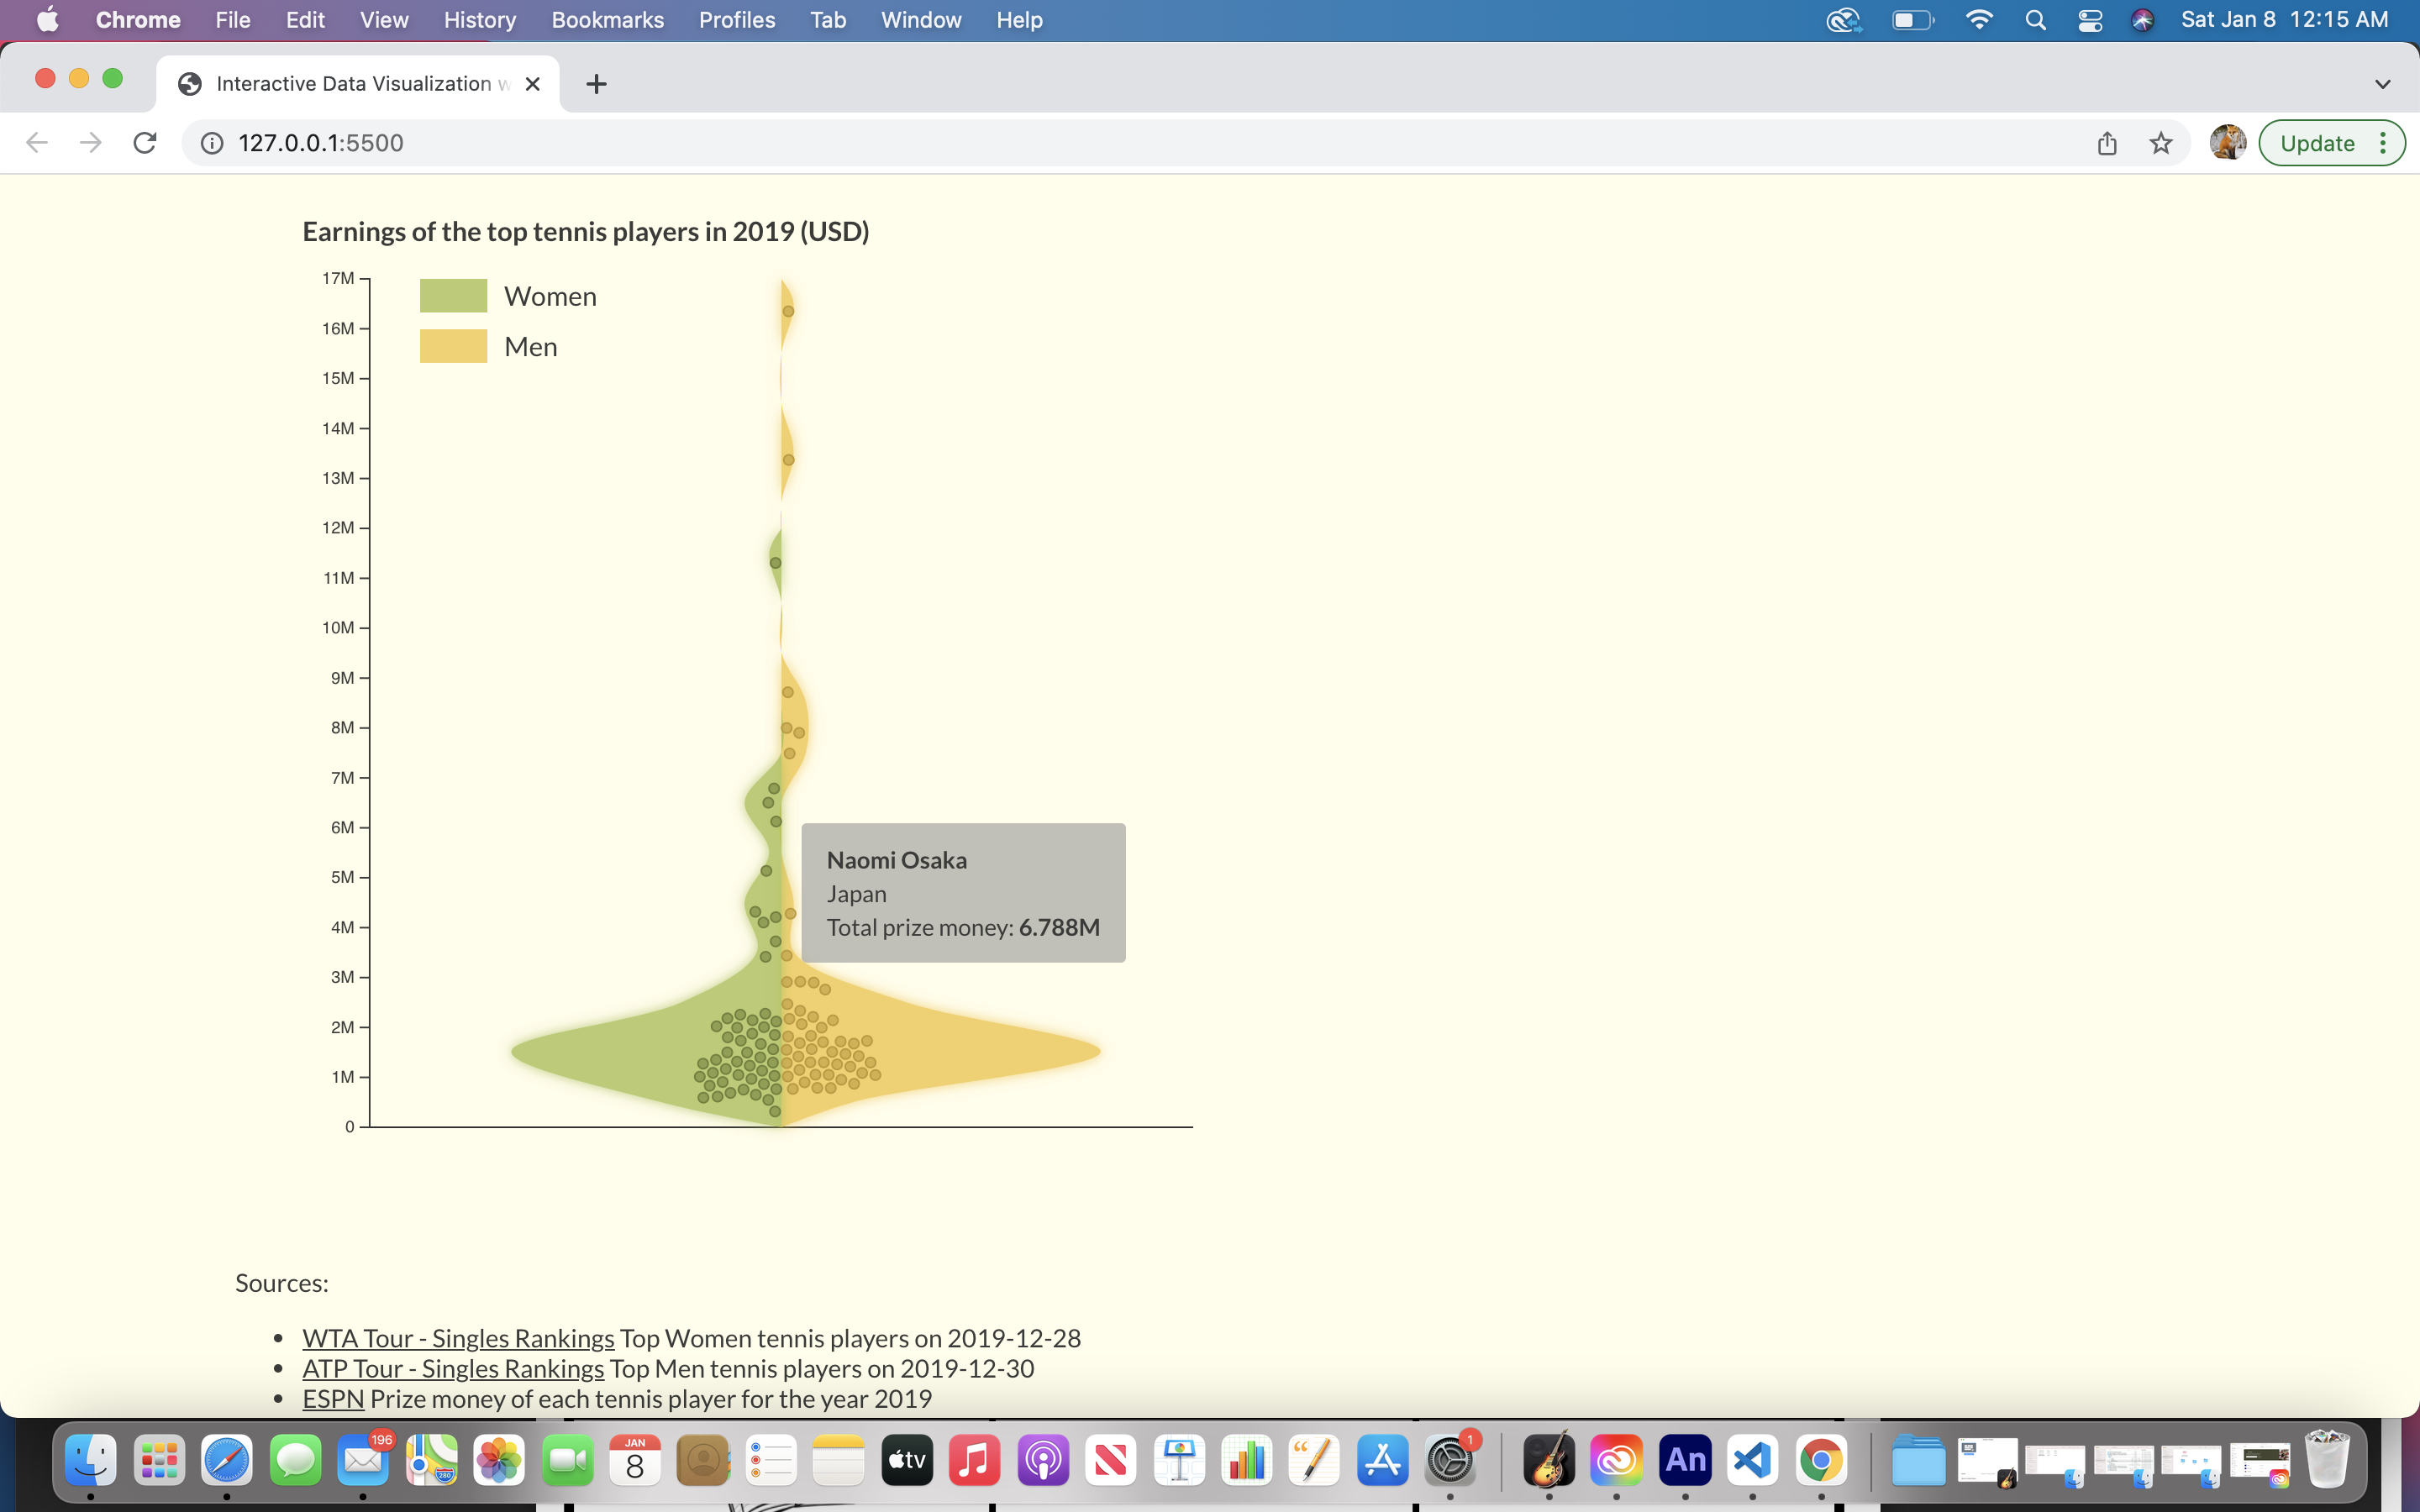 Chrome File Edit View History Bookmarks Profiles Tab Window Help Sat Jan 8 12:15 AM
Interactive Data Visualization w
127.0.0.1:5500 Update
Earnings of the top tennis players in 2019 (USD)
17M
16M
15M
14M
13M
12M
11M
10M
9M
8M
7M
6M
5M
4M
3M
2M
1M
0
Women
Men
Naomi Osaka
Japan
Total prize money: 6.788M
Sources:
WTA Tour - Singles Rankings Top Women tennis players on 2019-12-28
ATP Tour - Singles Rankings Top Men tennis players on 2019-12-30
ESPN Prize money of each tennis player for the year 2019
196
280
JAN
8
tv
1
An